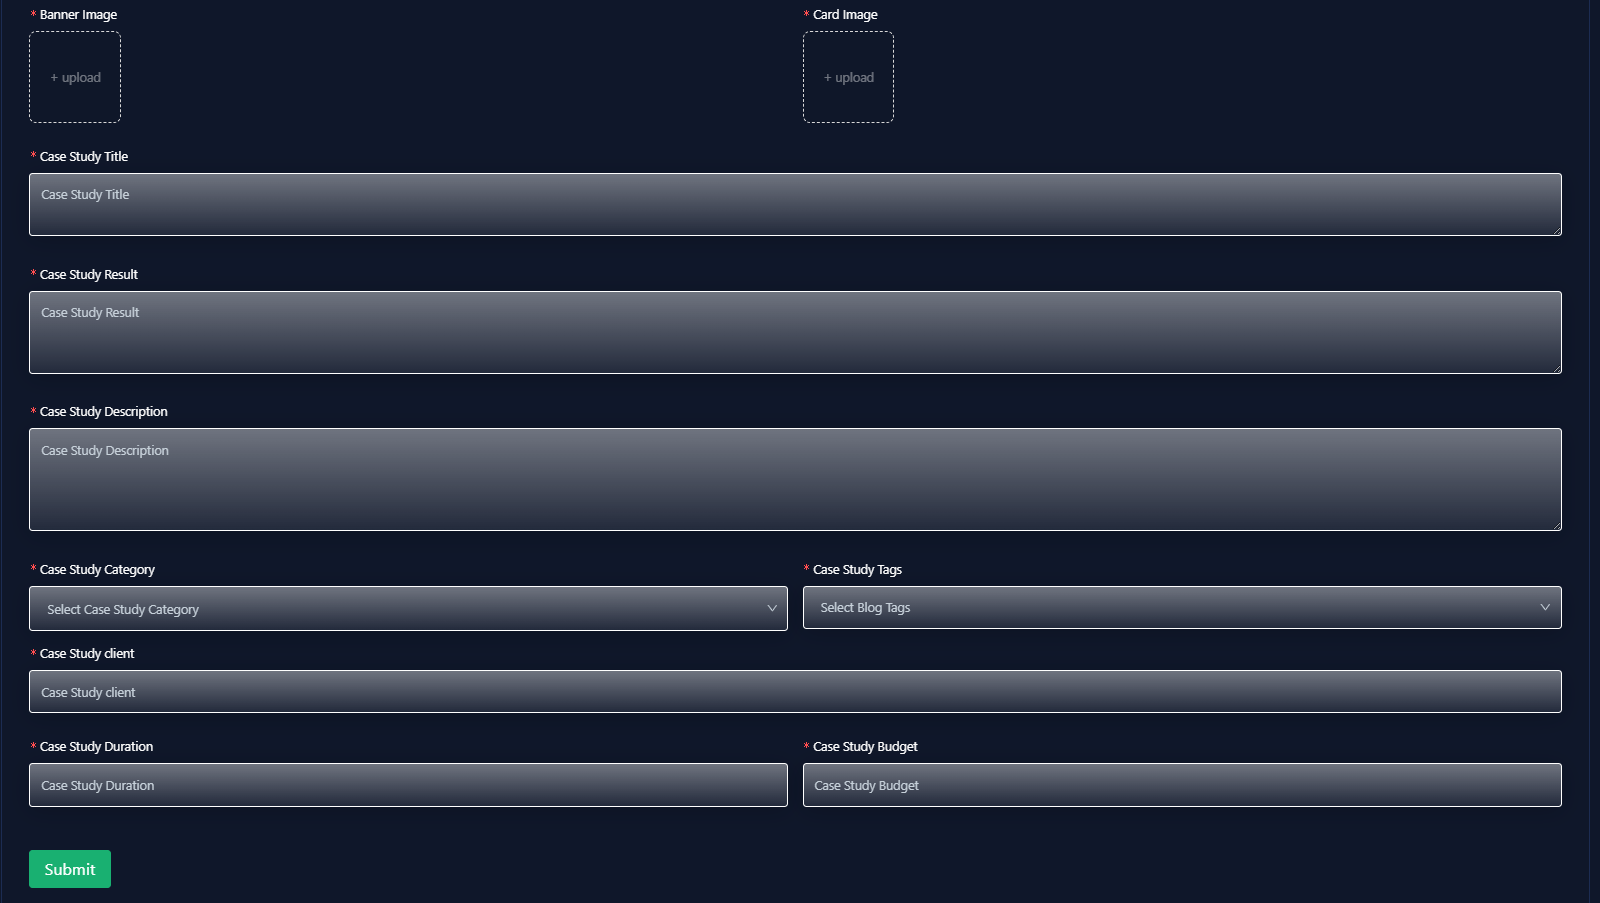 * Banner Image
* Card Image
+ upload
+ upload
* Case Study Title
Case Study Title
* Case Study Result
Case Study Result
* Case Study Description
Case Study Description
* Case Study Category
* Case Study Tags
Select Case Study Category
Select Blog Tags
* Case Study client
Case Study client
* Case Study Duration
* Case Study Budget
Case Study Duration
Case Study Budget
Submit